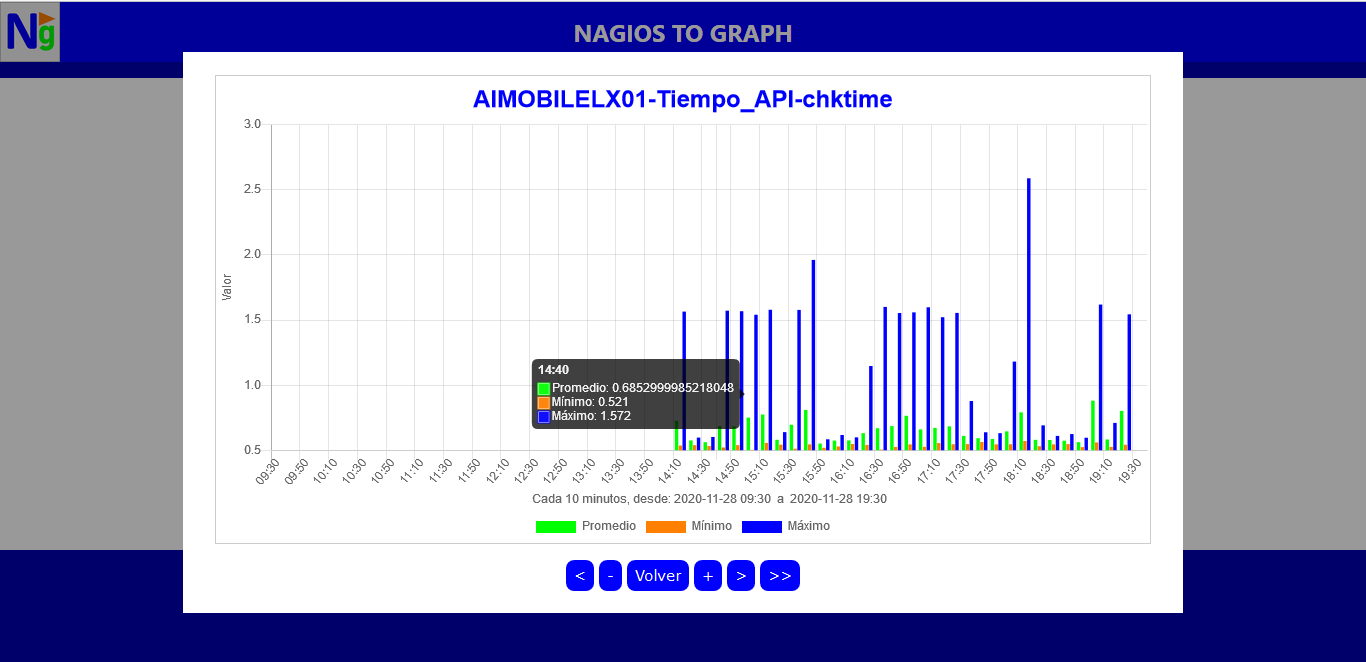 Ng
NAGIOS TO GRAPH
AIMOBILELX01-Tiempo_API-chktime
3.0
2.5
2.0
1.5
1.0
0.5
Valor
14:40
Promedio: 0.6852999985218048
Mínimo: 0.521
Máximo: 1.572
09:30 09:50 10:10 10:30 10:50 11:10 11:30 11:50 12:10 12:30 12:50 13:10 13:30 13:50 14:10 14:30 14:50 15:10 15:30 15:50 16:10 16:30 16:50 17:10 17:30 17:50 18:10 18:30 18:50 19:10 19:30
Cada 10 minutos, desde: 2020-11-28 09:30 a 2020-11-28 19:30
Promedio Mínimo Máximo
< - Volver + > >>